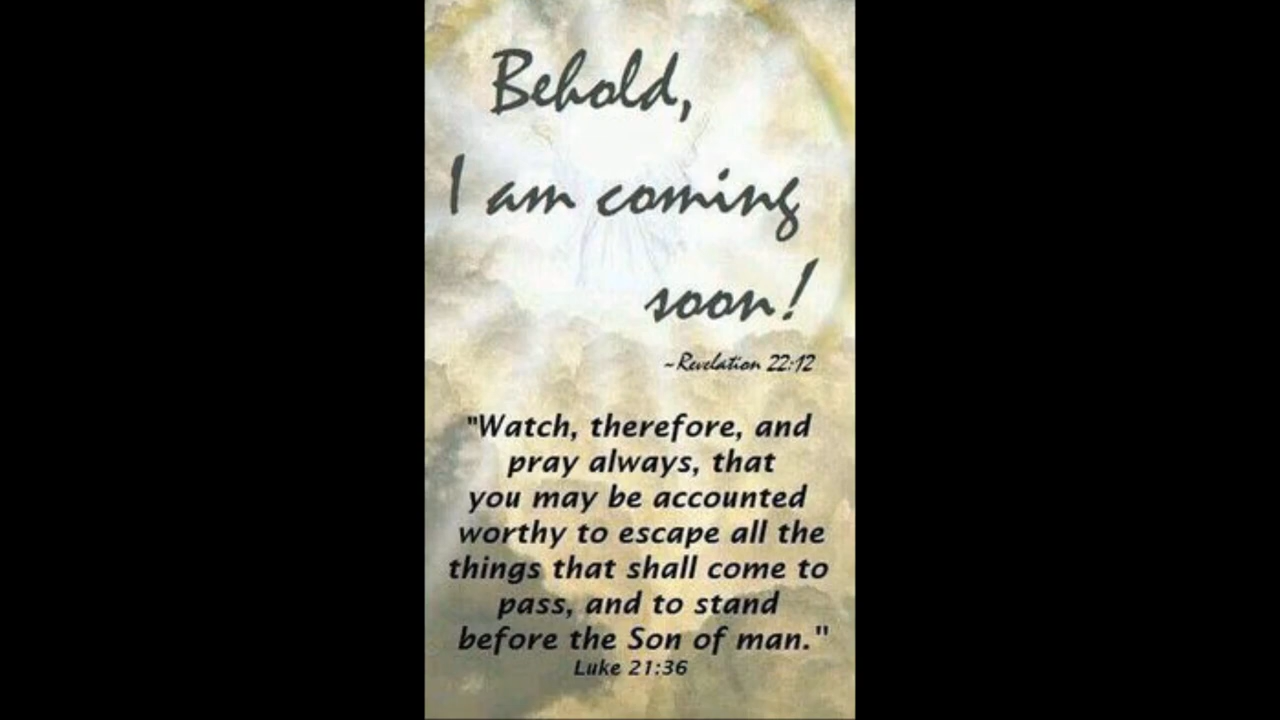 Behold,
I am coming
soon!
~Revelation 22:12
"Watch, therefore, and
pray always, that
you may be accounted
worthy to escape all the
things that shall come to
pass, and to stand
before the Son of man."
Luke 21:36